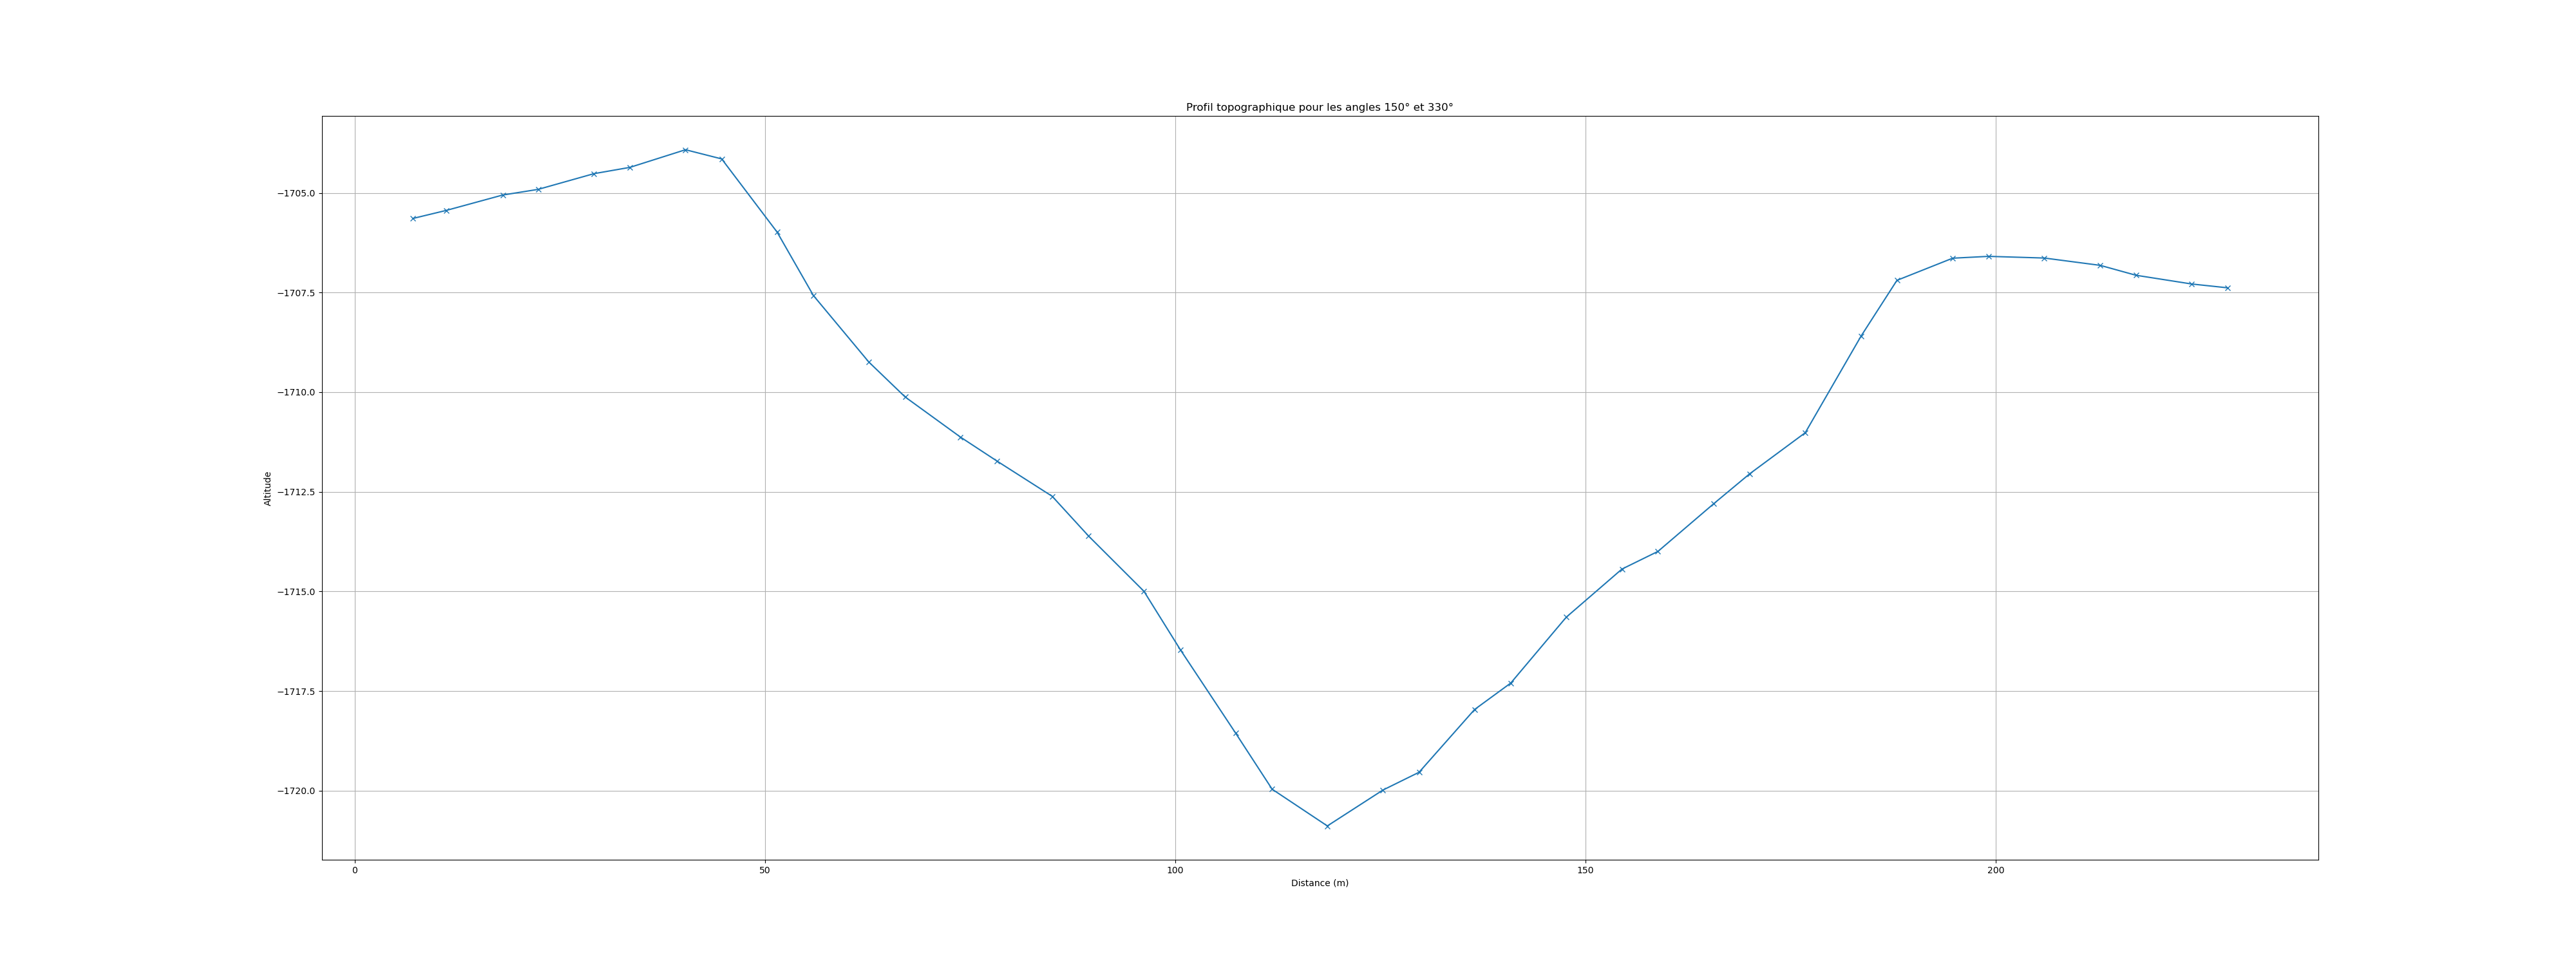 Profil topographique pour les angles 150° et 330°
Altitude
−1705.0
−1707.5
−1710.0
−1712.5
−1715.0
−1717.5
−1720.0
0 50 100 150 200
Distance (m)